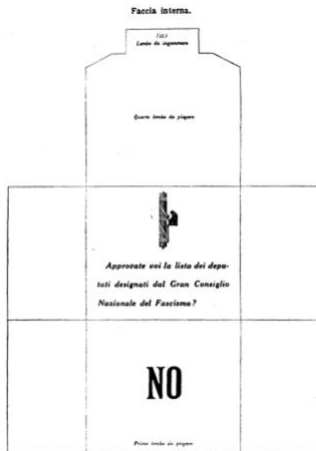 Faccia interna.
Lembo da ingommare
Quarto lembo da piegare
Approvate voi la lista dei depu-
tati designati dal Gran Consiglio
Nazionale del Fascismo?
NO
Primo lembo da piegare